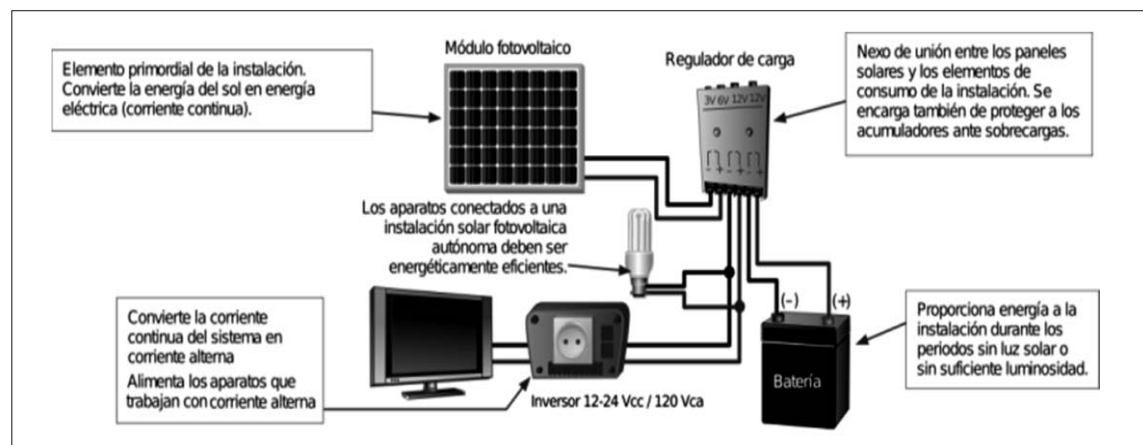 Elemento primordial de la instalación.
Convierte la energía del sol en energía
eléctrica (corriente continua).
Módulo fotovoltaico
Regulador de carga
3V 6V 12V 12V
- + - + - +
Nexo de unión entre los paneles
solares y los elementos de
consumo de la instalación. Se
encarga también de proteger a los
acumuladores ante sobrecargas.
Los aparatos conectados a una
instalación solar fotovoltaica
autónoma deben ser
energéticamente eficientes.
Convierte la corriente
continua del sistema en
corriente alterna
Alimenta los aparatos que
trabajan con corriente alterna
Inversor 12-24 Vcc / 120 Vca
(-) (+)
Batería
Proporciona energía a la
instalación durante los
periodos sin luz solar o
sin suficiente luminosidad.